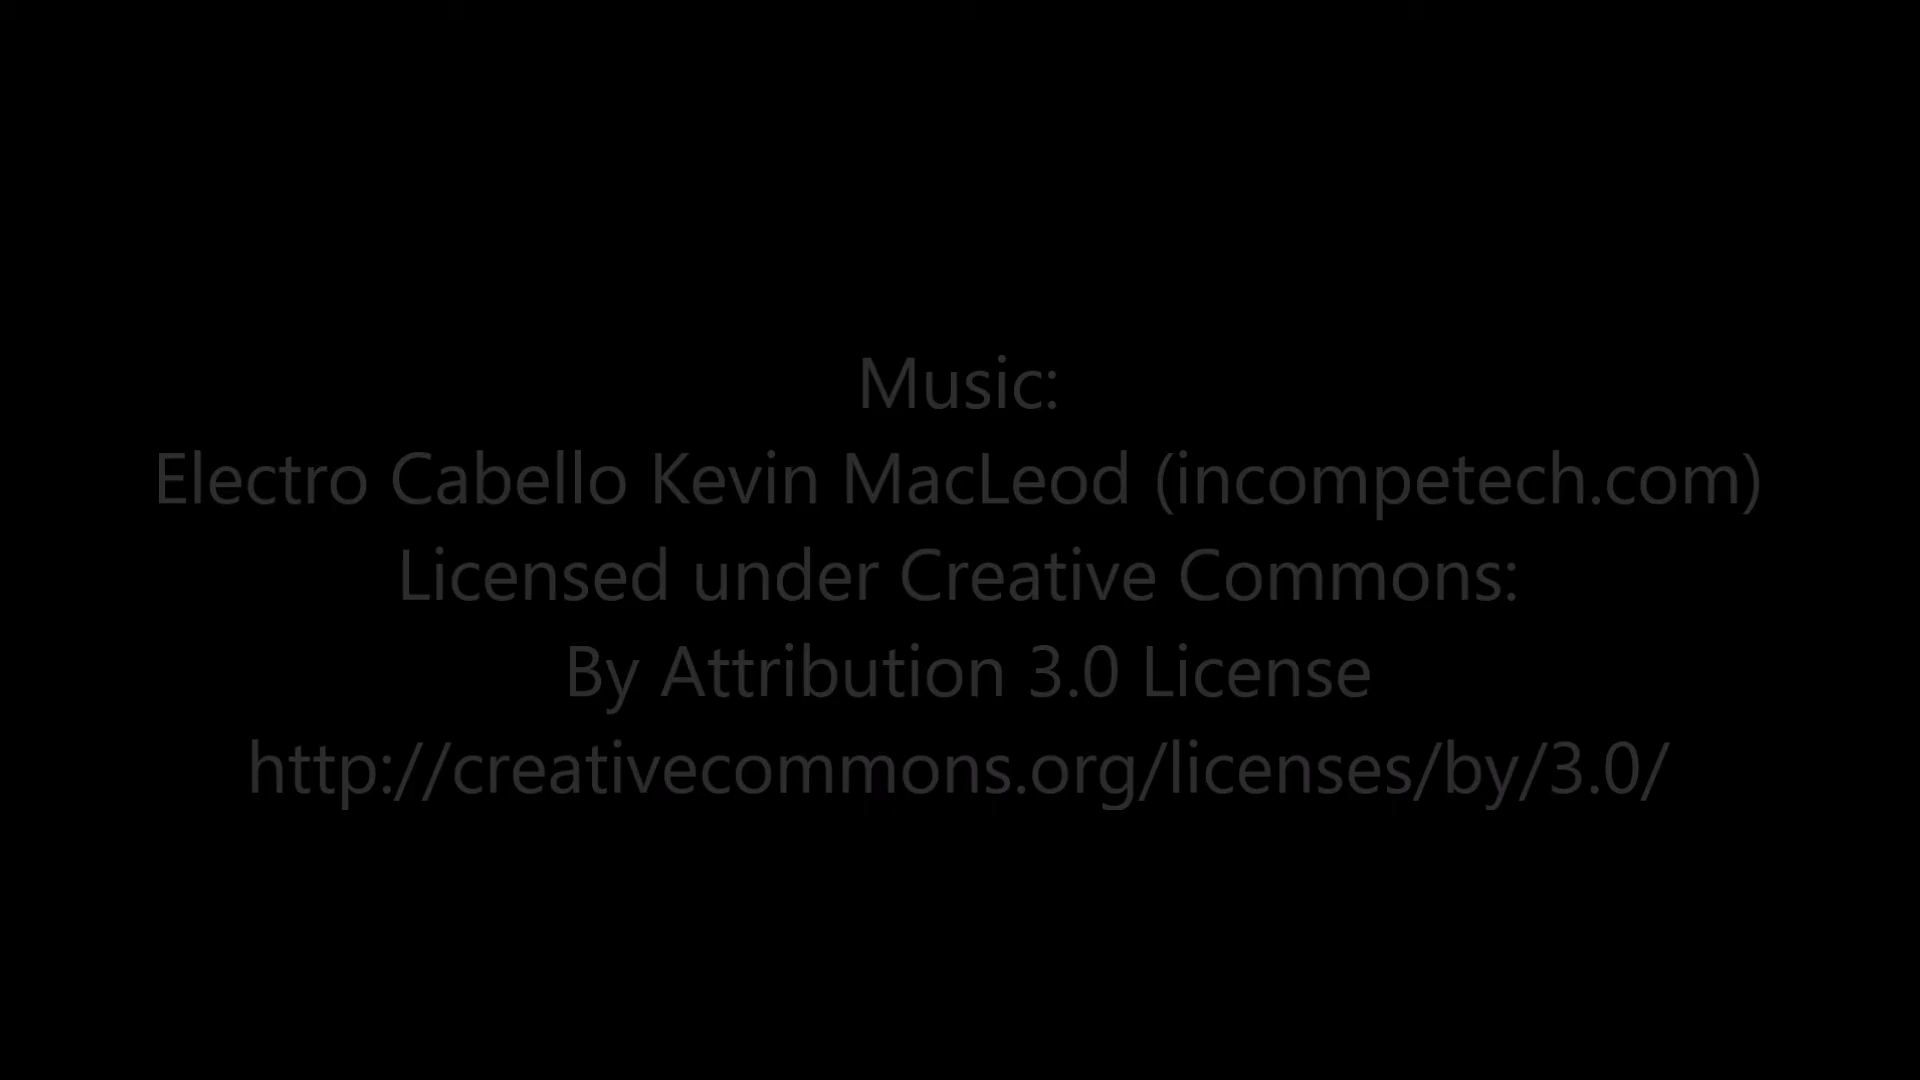 Music:
Electro Cabello Kevin MacLeod (incompetech.com)
Licensed under Creative Commons:
By Attribution 3.0 License
http://creativecommons.org/licenses/by/3.0/